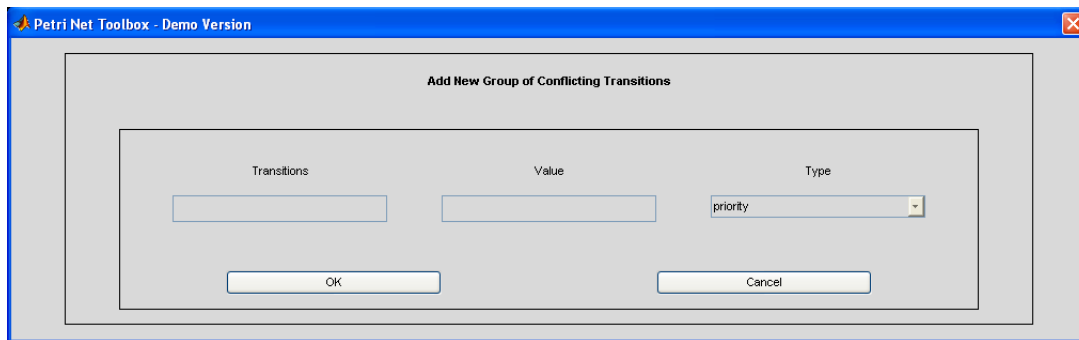 Petri Net Toolbox - Demo Version
Add New Group of Conflicting Transitions
Transitions Value Type
priority
OK Cancel